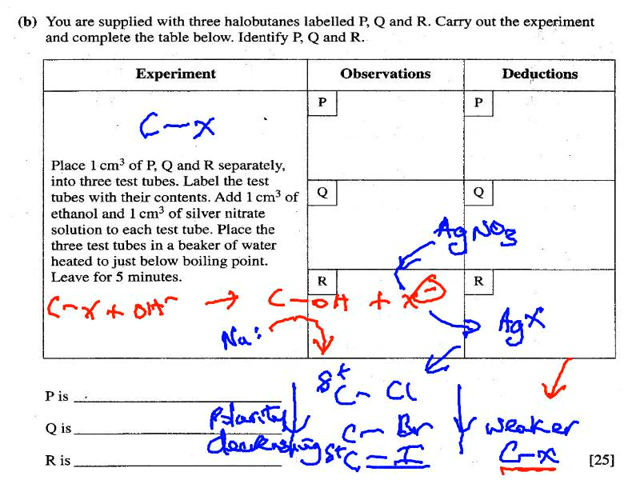 (b) You are supplied with three halobutanes labelled P, Q and R. Carry out the experiment
and complete the table below. Identify P, Q and R.
Experiment Observations Deductions
P P
C–X
Place 1 cm³ of P, Q and R separately,
into three test tubes. Label the test
tubes with their contents. Add 1 cm³ of
ethanol and 1 cm³ of silver nitrate
solution to each test tube. Place the
three test tubes in a beaker of water
heated to just below boiling point.
Leave for 5 minutes.
Q Q
AgNO3
R R
C–X + OH⁻ → C–OH + X⁻
AgX
P is
Q is
R is
Polarity
decreasing
δ+ C – Cl
C – Br
δ+ C – I
weaker
C–X
[25]